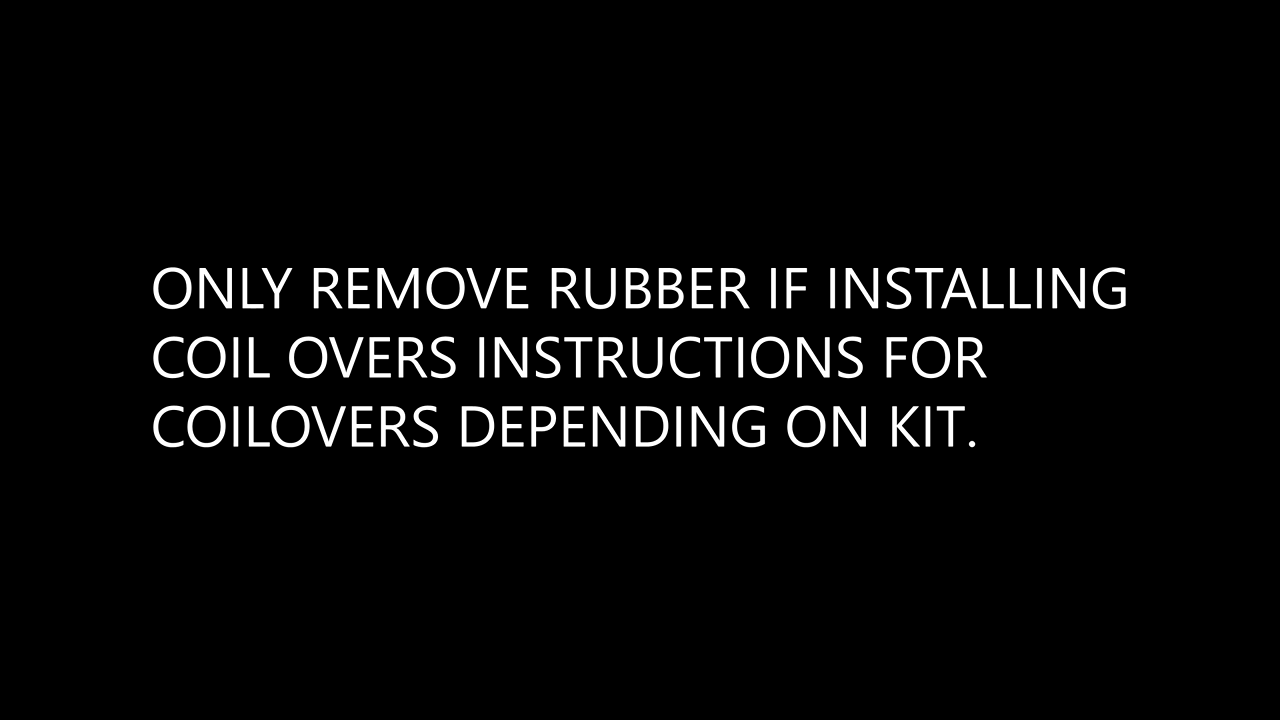 ONLY REMOVE RUBBER IF INSTALLING
COIL OVERS INSTRUCTIONS FOR
COILOVERS DEPENDING ON KIT.